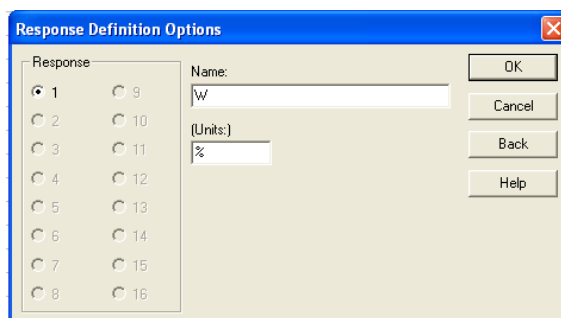 Response Definition Options
Response
1
9
2
10
3
11
4
12
5
13
6
14
7
15
8
16
Name:
W
(Units:)
%
OK
Cancel
Back
Help